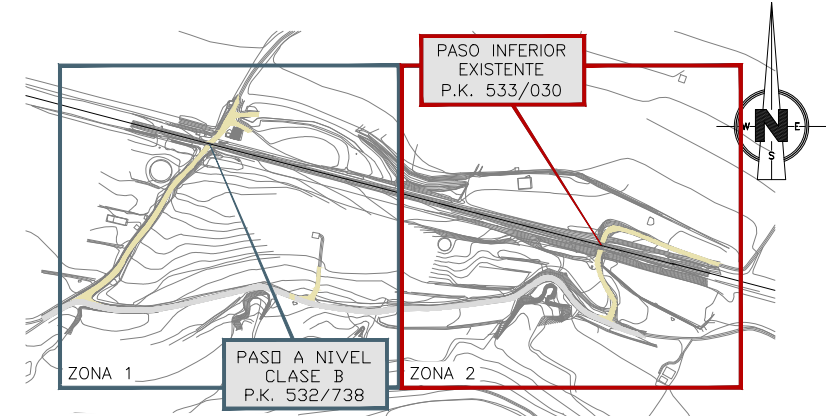 PASO INFERIOR
EXISTENTE
P.K. 533/030
W N E
S
ZONA 1
PASO A NIVEL
CLASE B
P.K. 532/738
ZONA 2